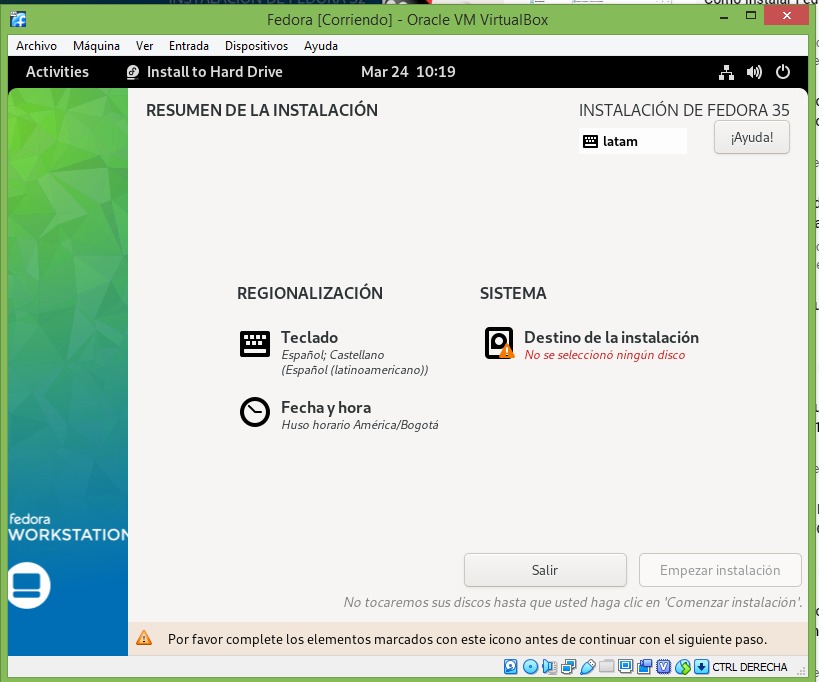 Fedora [Corriendo] - Oracle VM VirtualBox
Archivo Máquina Ver Entrada Dispositivos Ayuda
Activities Install to Hard Drive Mar 24 10:19
RESUMEN DE LA INSTALACIÓN
INSTALACIÓN DE FEDORA 35
latam
¡Ayuda!
REGIONALIZACIÓN
Teclado
Español; Castellano
(Español (latinoamericano))
Fecha y hora
Huso horario América/Bogotá
SISTEMA
Destino de la instalación
No se seleccionó ningún disco
fedora
WORKSTATION
Salir
Empezar instalación
No tocaremos sus discos hasta que usted haga clic en 'Comenzar instalación'.
Por favor complete los elementos marcados con este icono antes de continuar con el siguiente paso.
CTRL DERECHA